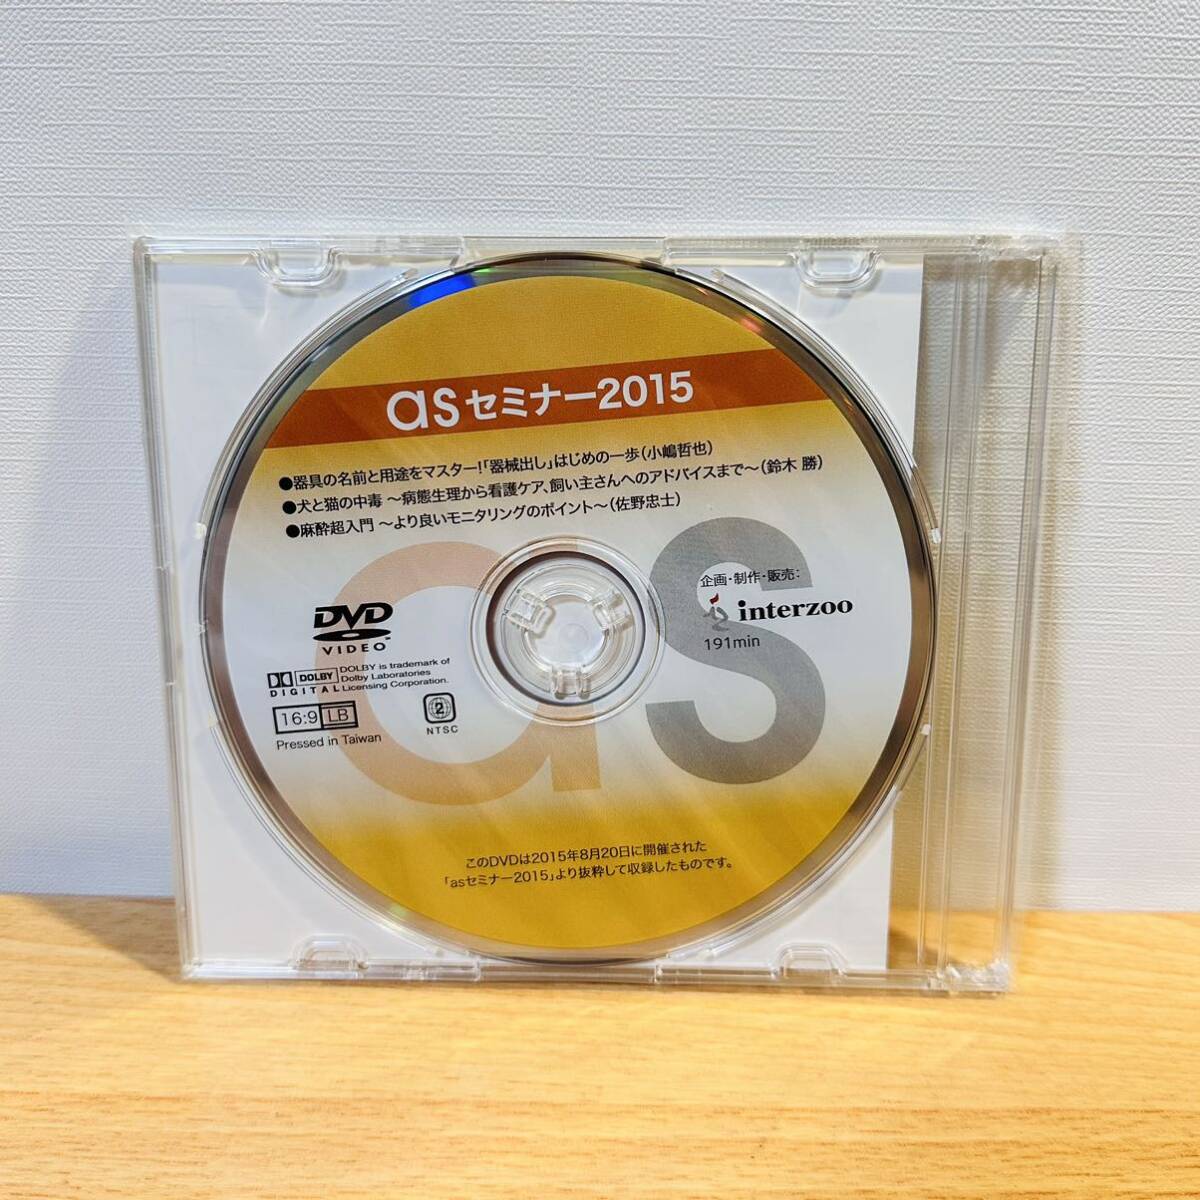 asセミナー2015
●器具の名前と用途をマスター!「器械出し」はじめの一歩(小嶋哲也)
●犬と猫の中毒 ～病態生理から看護ケア、飼い主さんへのアドバイスまで～(鈴木 勝)
●麻酔超入門 ～より良いモニタリングのポイント～(佐野忠士)
as
企画・制作・販売:
interzoo
191min
DVD
VIDEO™
DOLBY
DIGITAL
DOLBY is trademark of
Dolby Laboratories
Licensing Corporation.
16:9 LB
2
NTSC
Pressed in Taiwan
このDVDは2015年8月20日に開催された
「asセミナー2015」より抜粋して収録したものです。